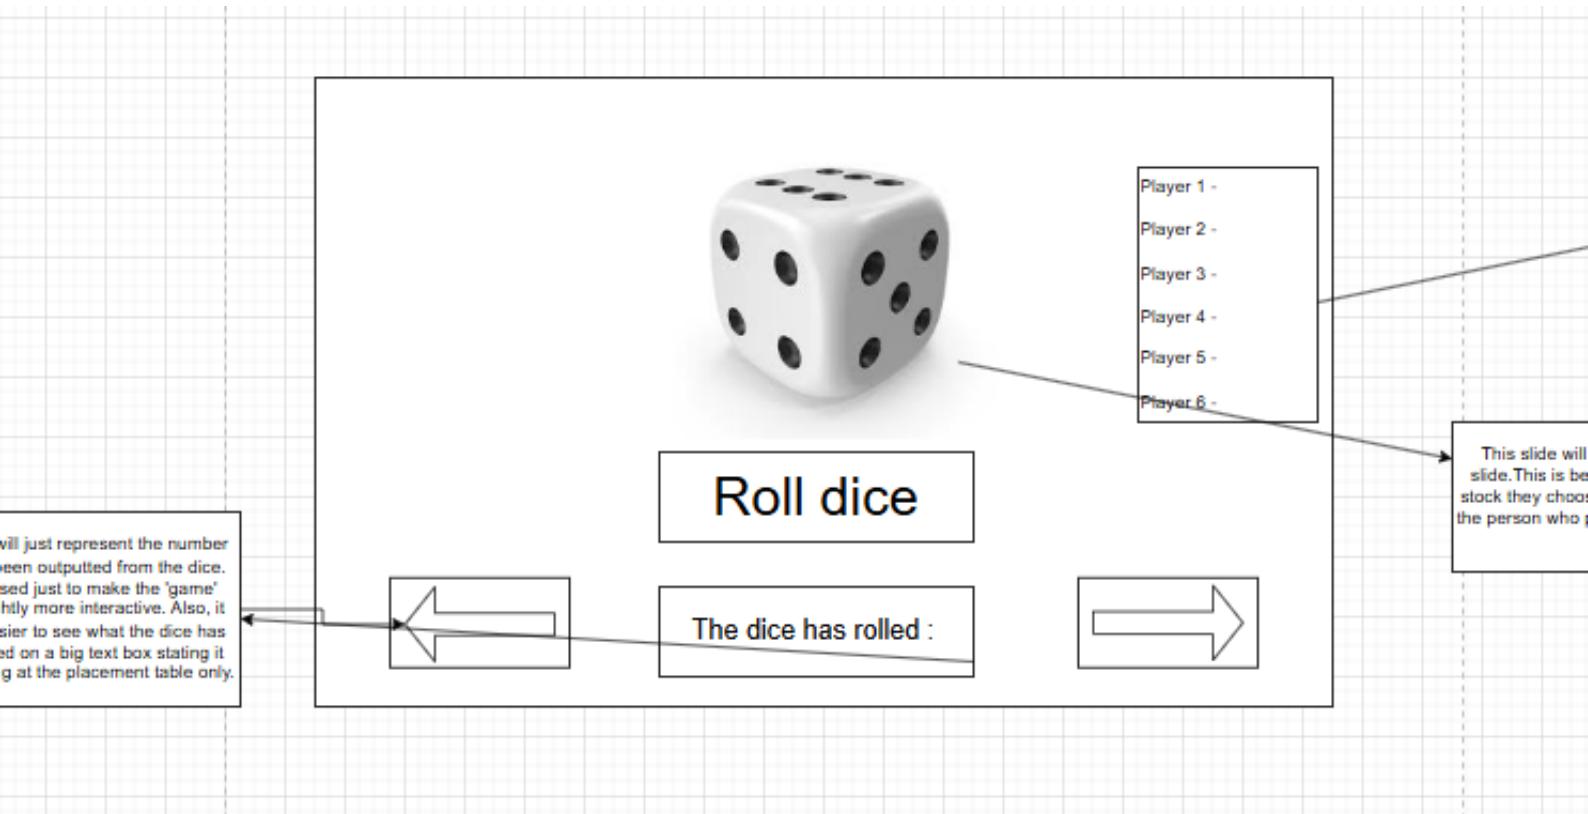 Player 1 -
Player 2 -
Player 3 -
Player 4 -
Player 5 -
Player 6 -
Roll dice
The dice has rolled :
will just represent the number
been outputted from the dice.
sed just to make the 'game'
htly more interactive. Also, it
sier to see what the dice has
ed on a big text box stating it
g at the placement table only.
This slide will
slide.This is be
stock they choos
the person who p